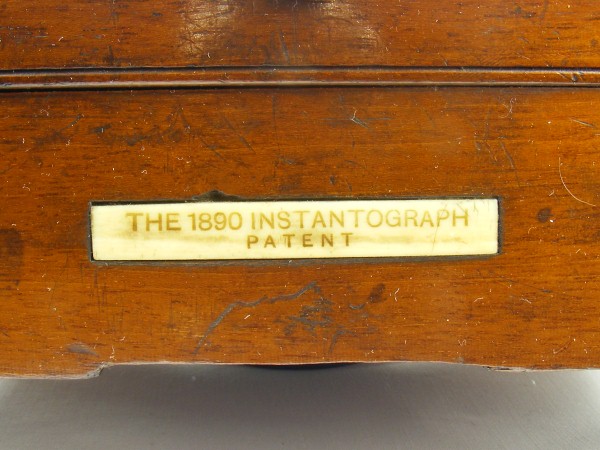 THE 1890 INSTANTOGRAPH
PATENT